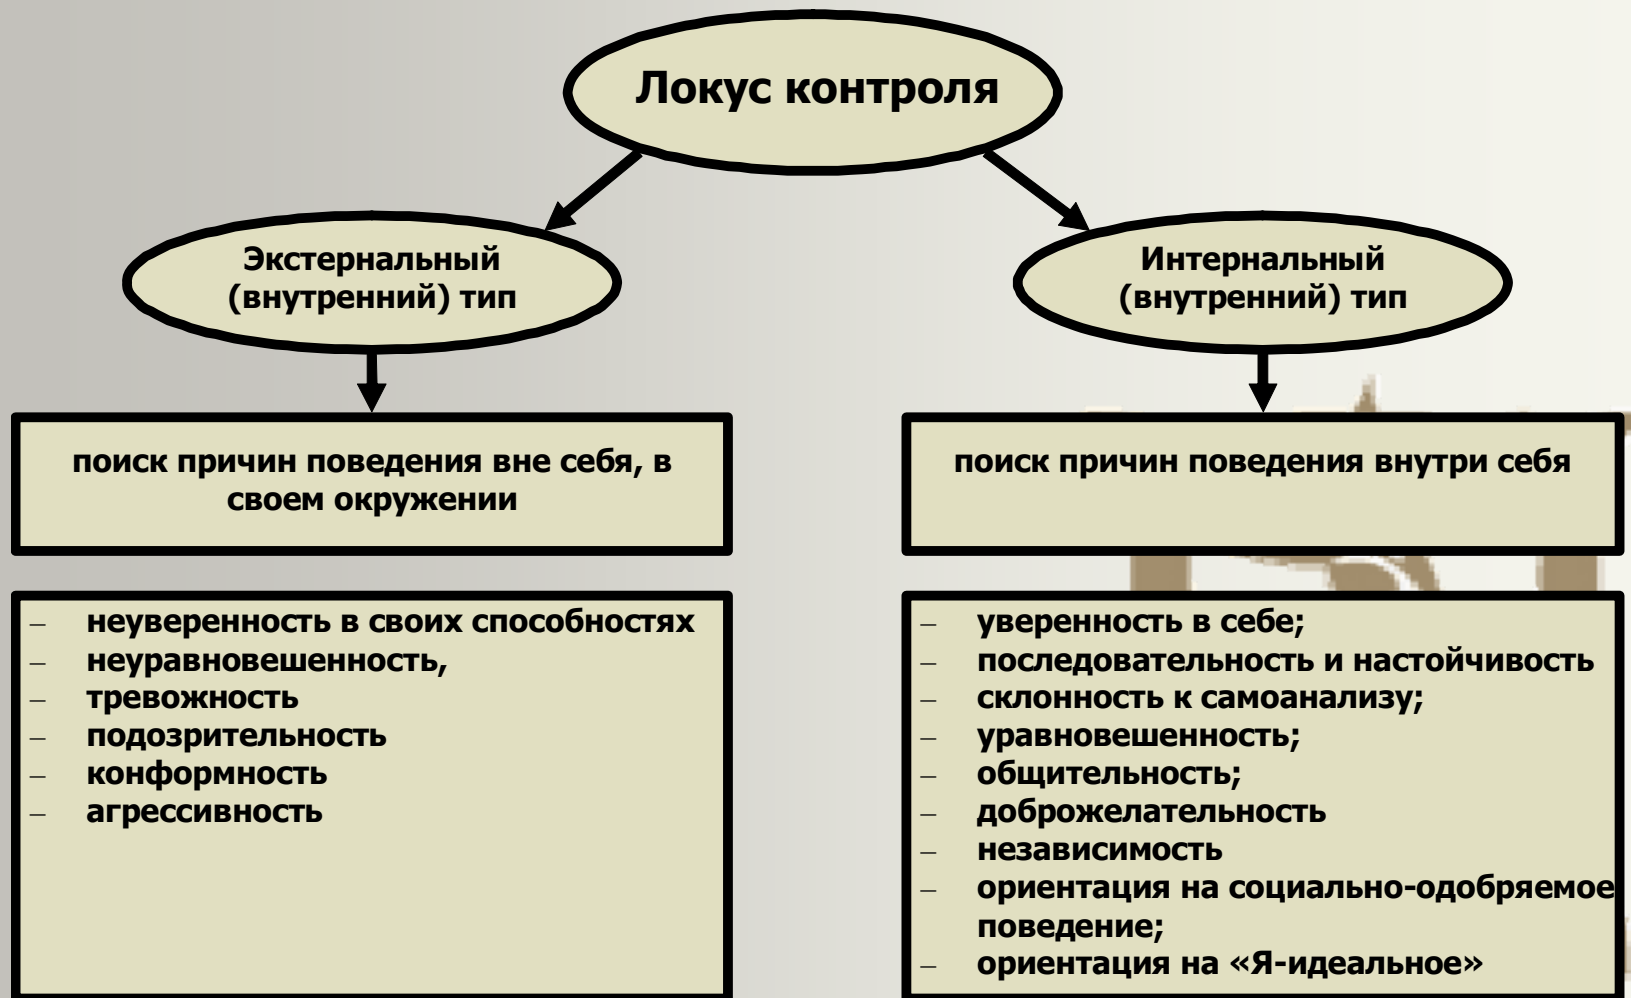 Локус контроля
Экстернальный
(внутренний) тип
Интернальный
(внутренний) тип
поиск причин поведения вне себя, в
своем окружении
поиск причин поведения внутри себя
– неуверенность в своих способностях
– неуравновешенность,
– тревожность
– подозрительность
– конформность
– агрессивность
– уверенность в себе;
– последовательность и настойчивость
– склонность к самоанализу;
– уравновешенность;
– общительность;
– доброжелательность
– независимость
– ориентация на социально-одобряемое
поведение;
– ориентация на «Я-идеальное»